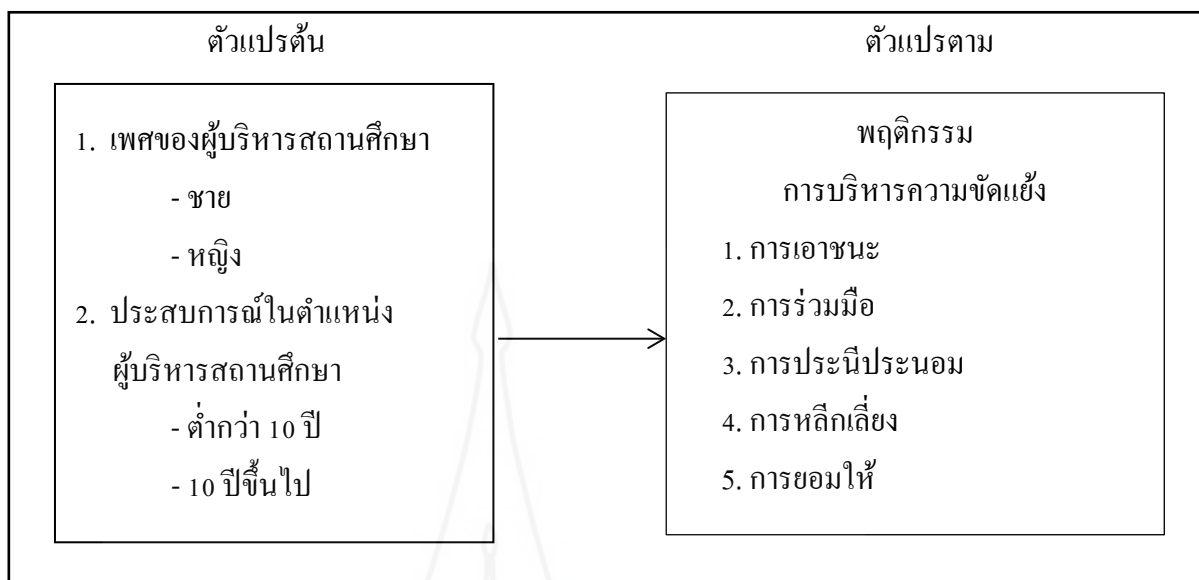 ตัวแปรต้น
1. เพศของผู้บริหารสถานศึกษา
- ชาย
- หญิง
2. ประสบการณ์ในตำแหน่ง
ผู้บริหารสถานศึกษา
- ต่ำกว่า 10 ปี
- 10 ปีขึ้นไป
ตัวแปรตาม
พฤติกรรม
การบริหารความขัดแย้ง
1. การเอาชนะ
2. การร่วมมือ
3. การประนีประนอม
4. การหลีกเลี่ยง
5. การยอมให้